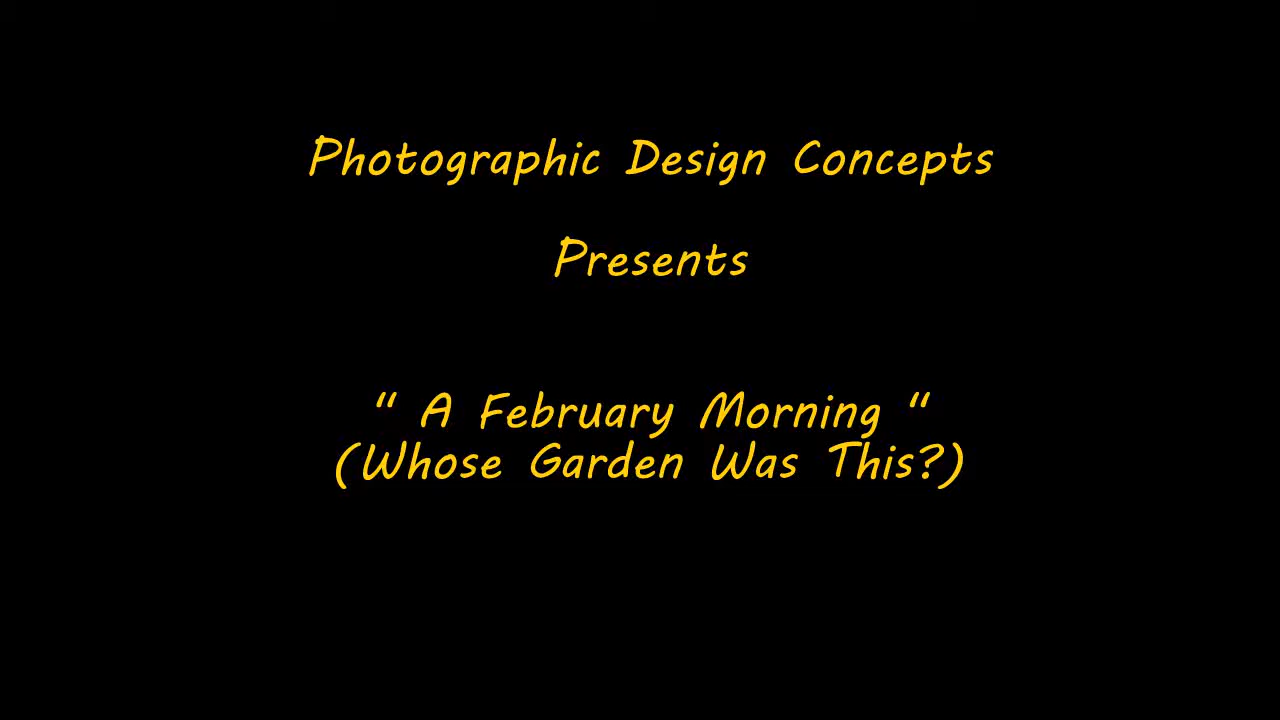 Photographic Design Concepts
Presents
“ A February Morning “
(Whose Garden Was This?)